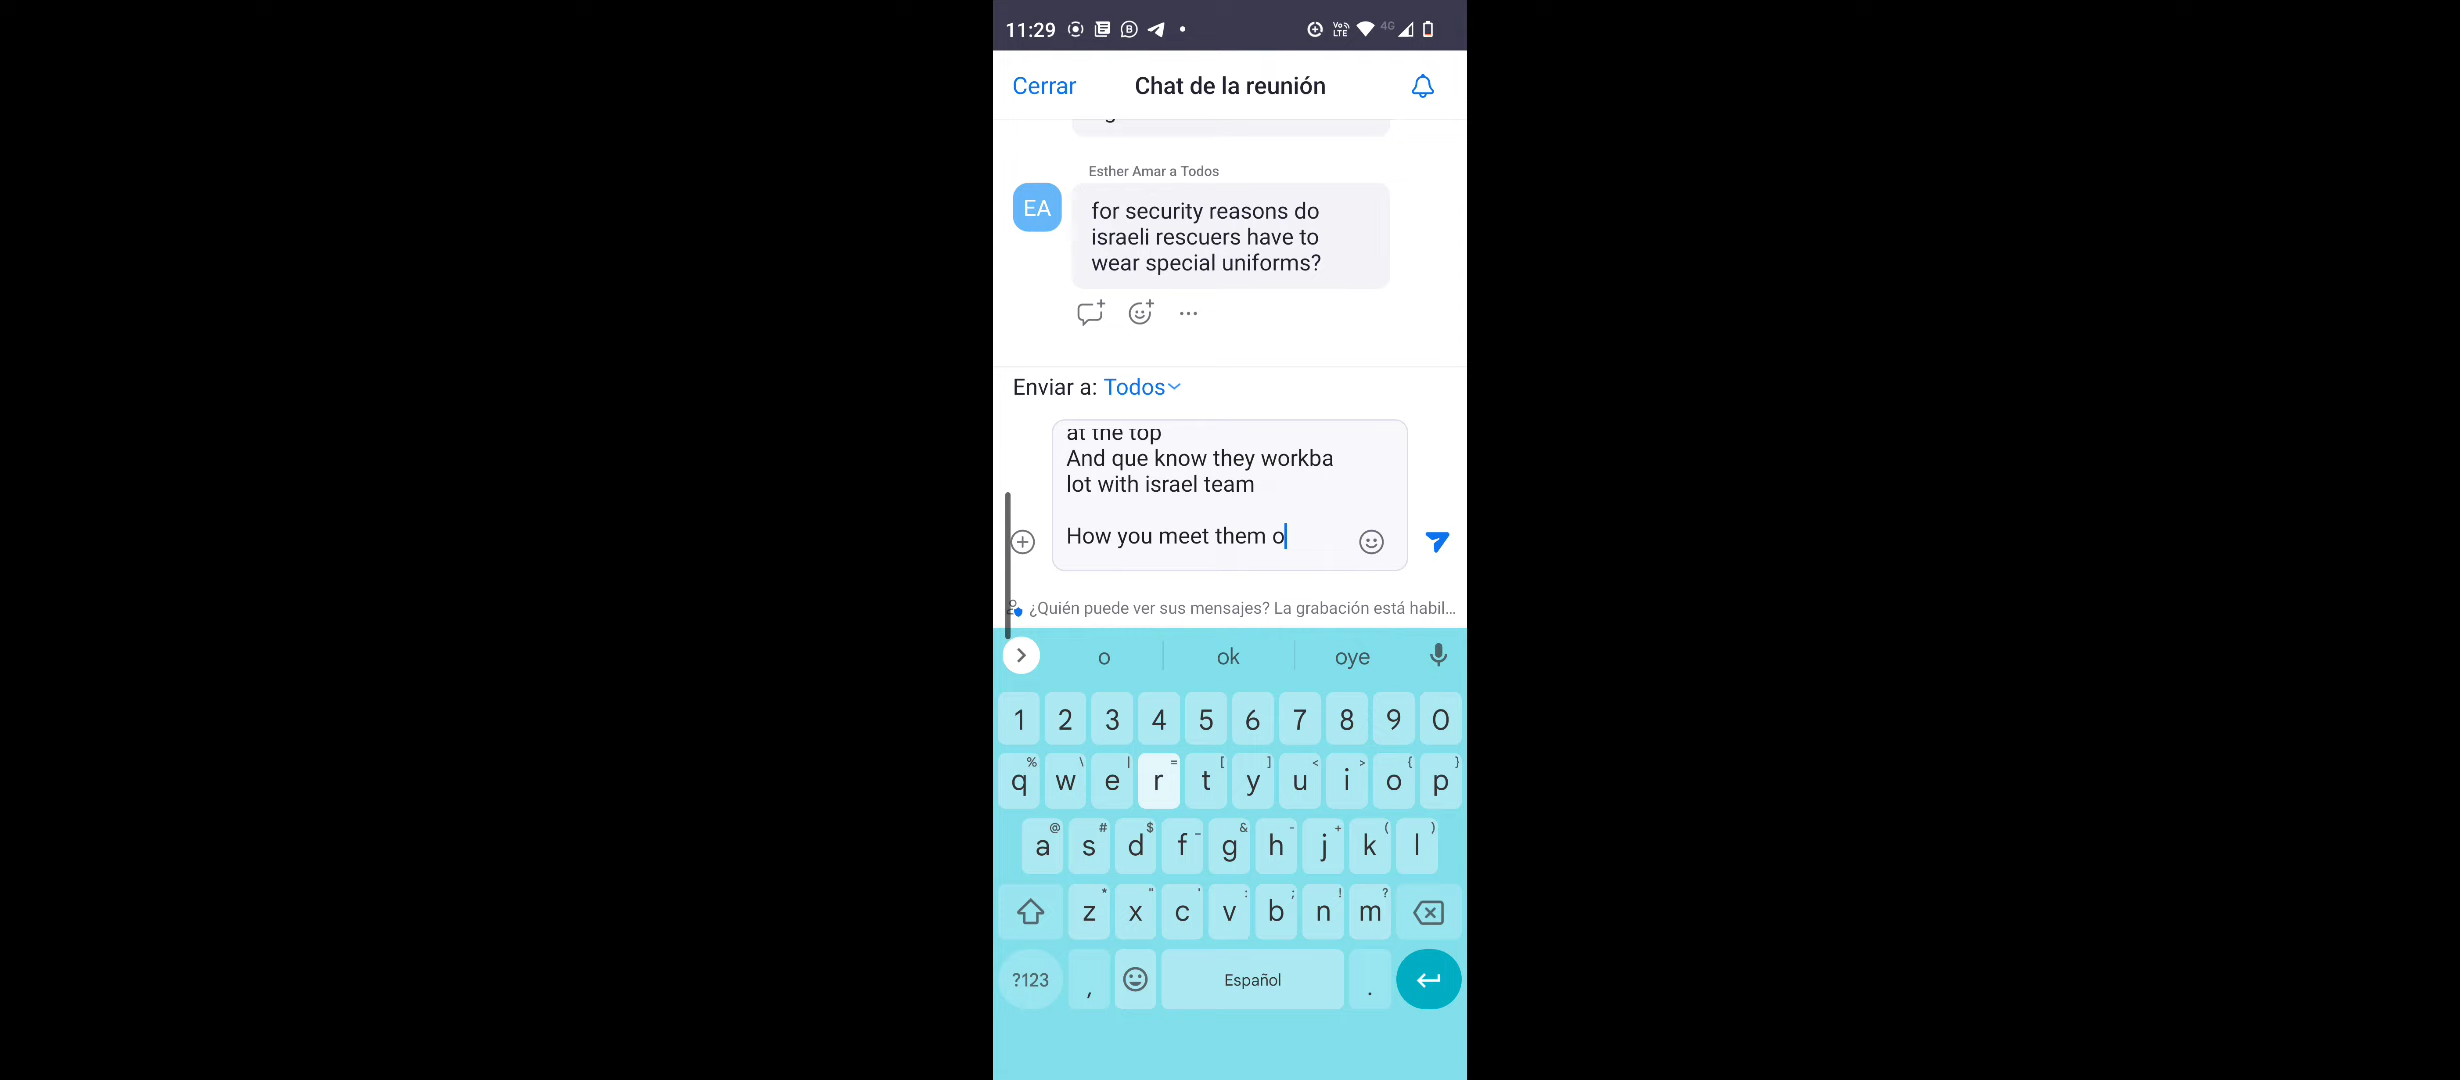 11:29
Vo LTE 4G
Cerrar
Chat de la reunión
Esther Amar a Todos
EA
for security reasons do
israeli rescuers have to
wear special uniforms?
Enviar a: Todos
at the top
And que know they workba
lot with israel team
How you meet them o
¿Quién puede ver sus mensajes? La grabación está habil...
o ok oye
1 2 3 4 5 6 7 8 9 0
% \ | = [ ] < > { }
q w e r t y u i o p
@ # $ _ & - + ( )
a s d f g h j k l
* " ' : ; ! ?
z x c v b n m
?123 , Español .